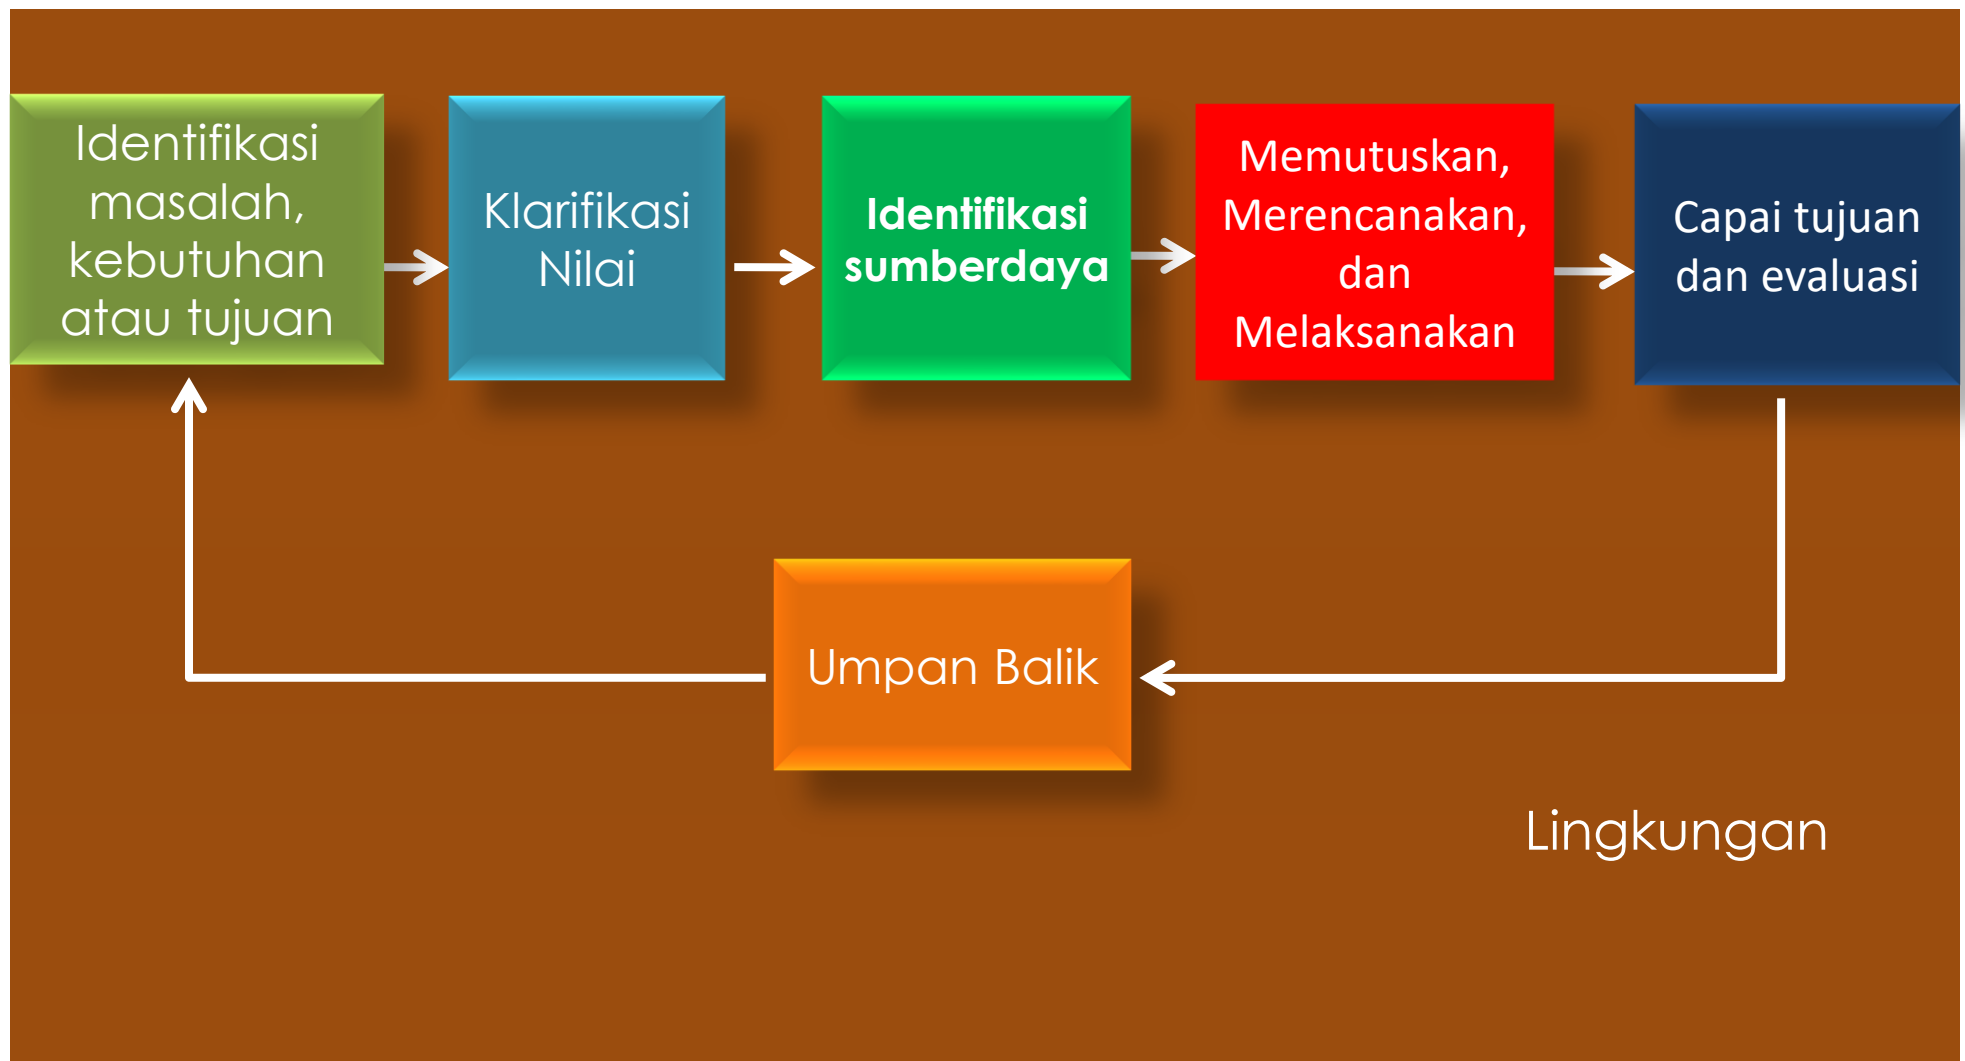 Identifikasi
masalah,
kebutuhan
atau tujuan
Klarifikasi
Nilai
Identifikasi
sumberdaya
Memutuskan,
Merencanakan,
dan
Melaksanakan
Capai tujuan
dan evaluasi
Umpan Balik
Lingkungan